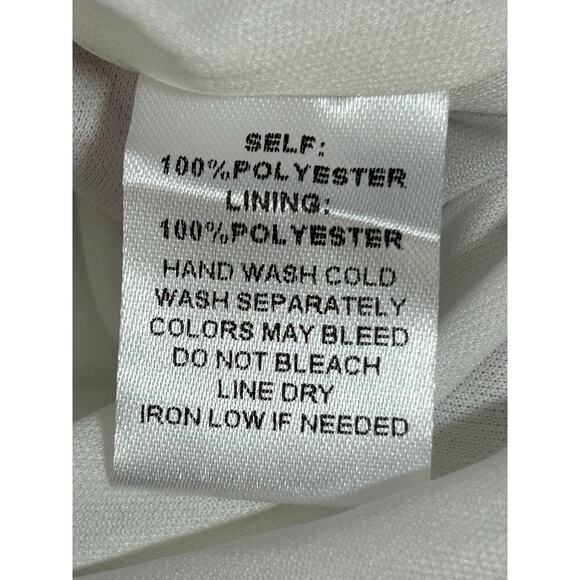 SELF:
100%POLYESTER
LINING:
100%POLYESTER
HAND WASH COLD
WASH SEPARATELY
COLORS MAY BLEED
DO NOT BLEACH
LINE DRY
IRON LOW IF NEEDED